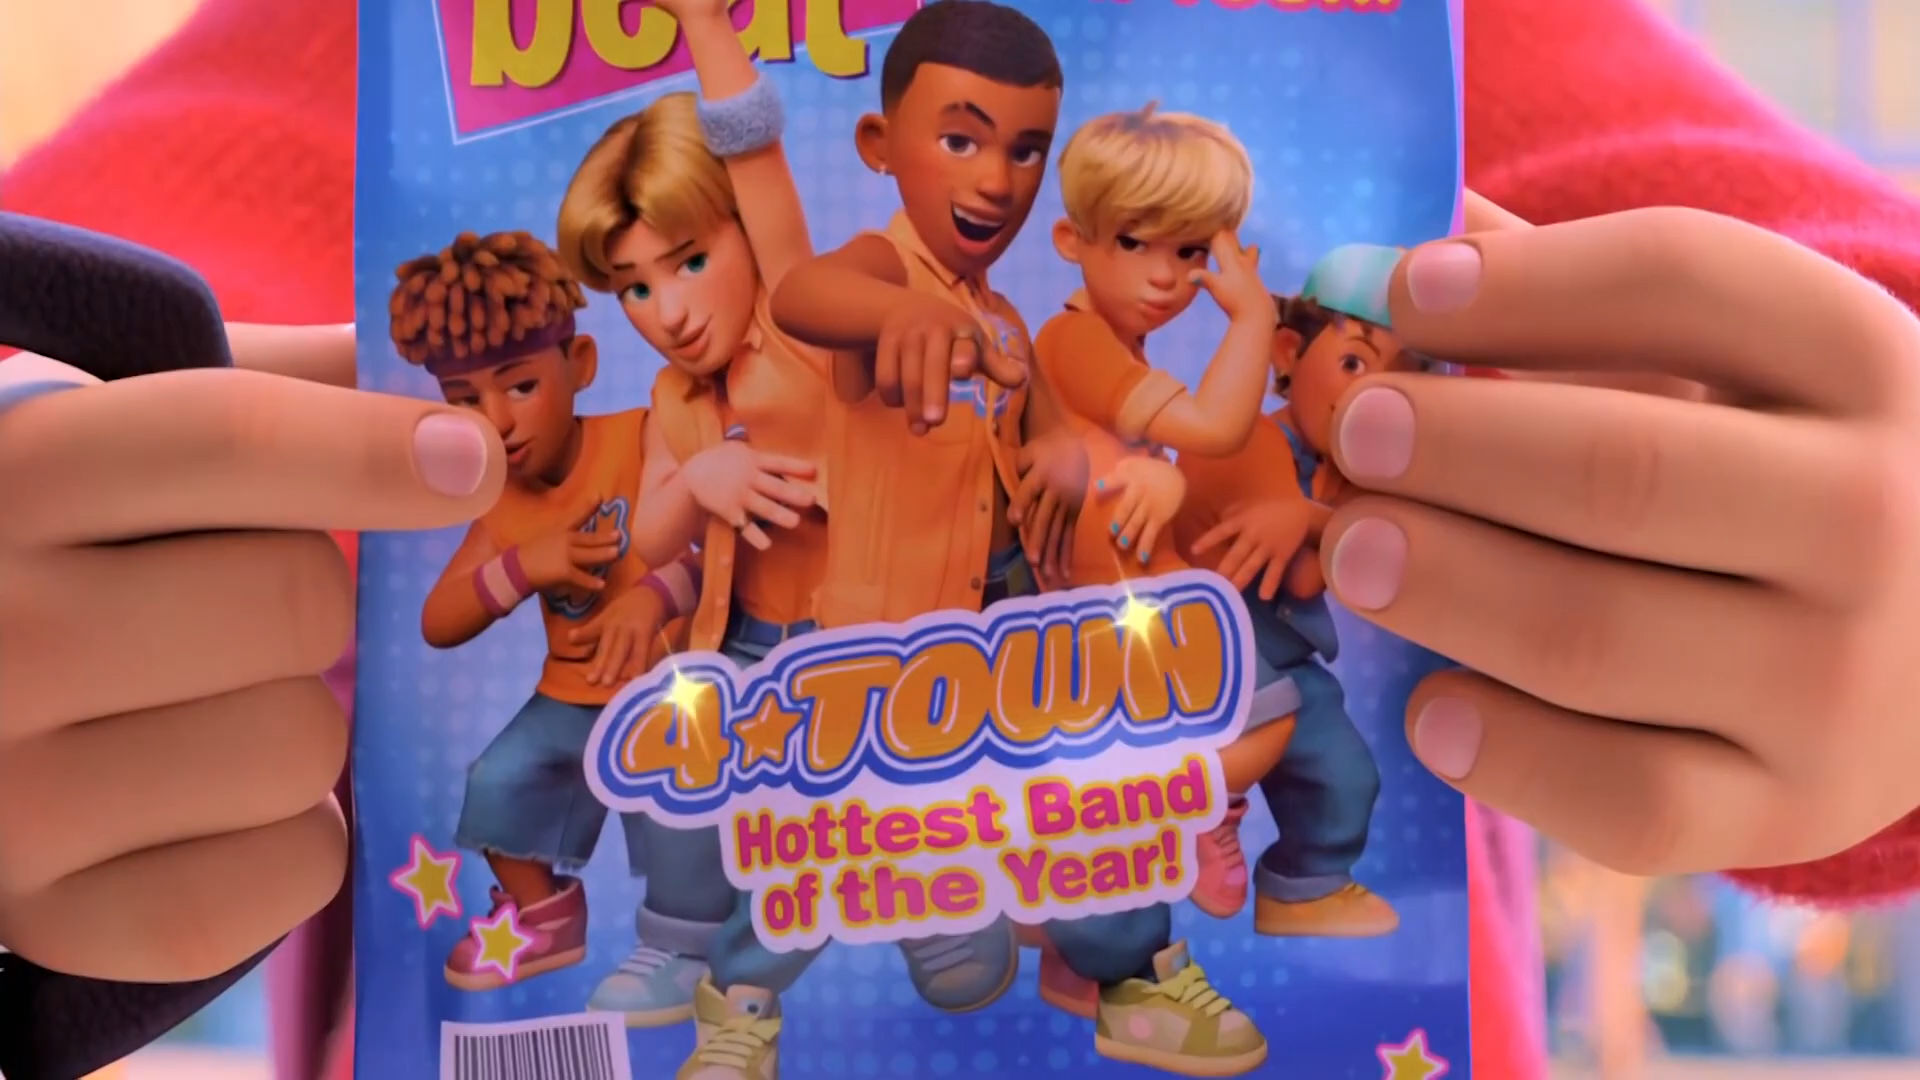 beat
4★TOWN
Hottest Band
of the Year!